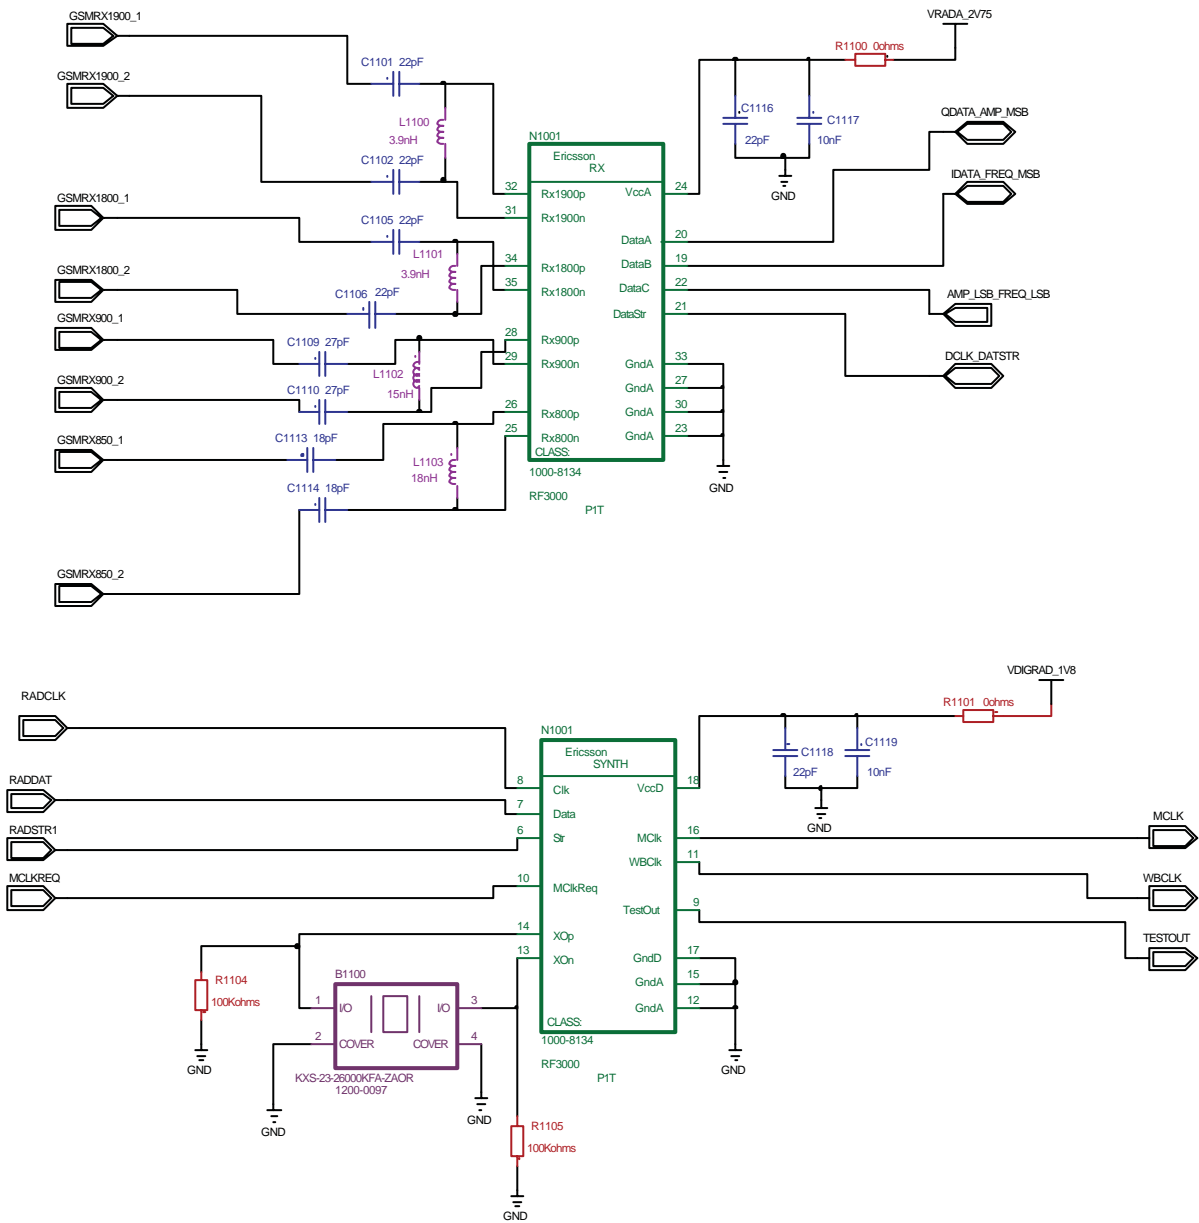 GSMRX1900_1
VRADA_2V75
R1100 0ohms
C1101 22pF
GSMRX1900_2
L1100
3.9nH
C1116
22pF
C1117
10nF
QDATA_AMP_MSB
N1001
Ericsson
RX
C1102 22pF
IDATA_FREQ_MSB
32 Rx1900p VccA 24
GND
GSMRX1800_1
31 Rx1900n
C1105 22pF
DataA 20
L1101
3.9nH
34 Rx1800p DataB 19
GSMRX1800_2
35 Rx1800n DataC 22
C1106 22pF
AMP_LSB_FREQ_LSB
DataStr 21
GSMRX900_1
C1109 27pF
28 Rx900p
DCLK_DATSTR
29 Rx900n GndA 33
L1102
15nH
GSMRX900_2
C1110 27pF
GndA 27
26 Rx800p GndA 30
GSMRX850_1
C1113 18pF
25 Rx800n GndA 23
CLASS:
L1103
18nH
1000-8134
GND
C1114 18pF
RF3000
P1T
GSMRX850_2
VDIGRAD_1V8
RADCLK
R1101 0ohms
N1001
Ericsson
SYNTH
C1118
22pF
C1119
10nF
RADDAT
8 Clk VccD 18
7 Data
GND
MCLK
RADSTR1
6 Str MClk 16
WBClk 11
MCLKREQ
10 MClkReq
WBCLK
TestOut 9
14 XOp
TESTOUT
13 XOn GndD 17
R1104
100Kohms
B1100
GndA 15
1 I/O I/O 3
GndA 12
CLASS:
2 COVER COVER 4
1000-8134
GND
RF3000
P1T
GND
KXS-23-26000KFA-ZAOR
1200-0097
GND
GND
R1105
100Kohms
GND